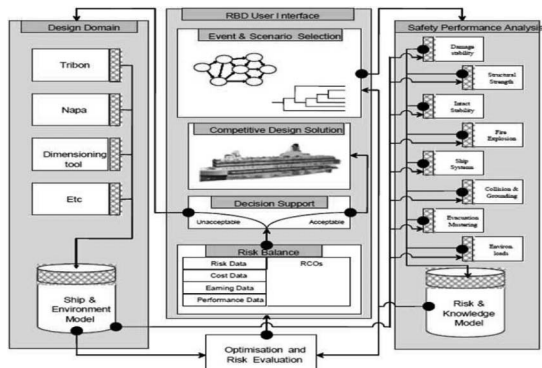 Design Domain
Tribon
Napa
Dimensioning
tool
Etc
Ship &
Environment
Model
RBD User Interface
Event & Scenario Selection
Competitive Design Solution
Decision Support
Unacceptable
Acceptable
Risk Balance
Risk Data
RCOs
Cost Data
Earning Data
Performance Data
Optimisation and
Risk Evaluation
Safety Performance Analysis
Damage
stability
Structural
Strength
Intact
Stability
Fire
Explosion
Ship
Systems
Collision &
Grounding
Evacuation
Mustering
Environ.
loads
Risk &
Knowledge
Model